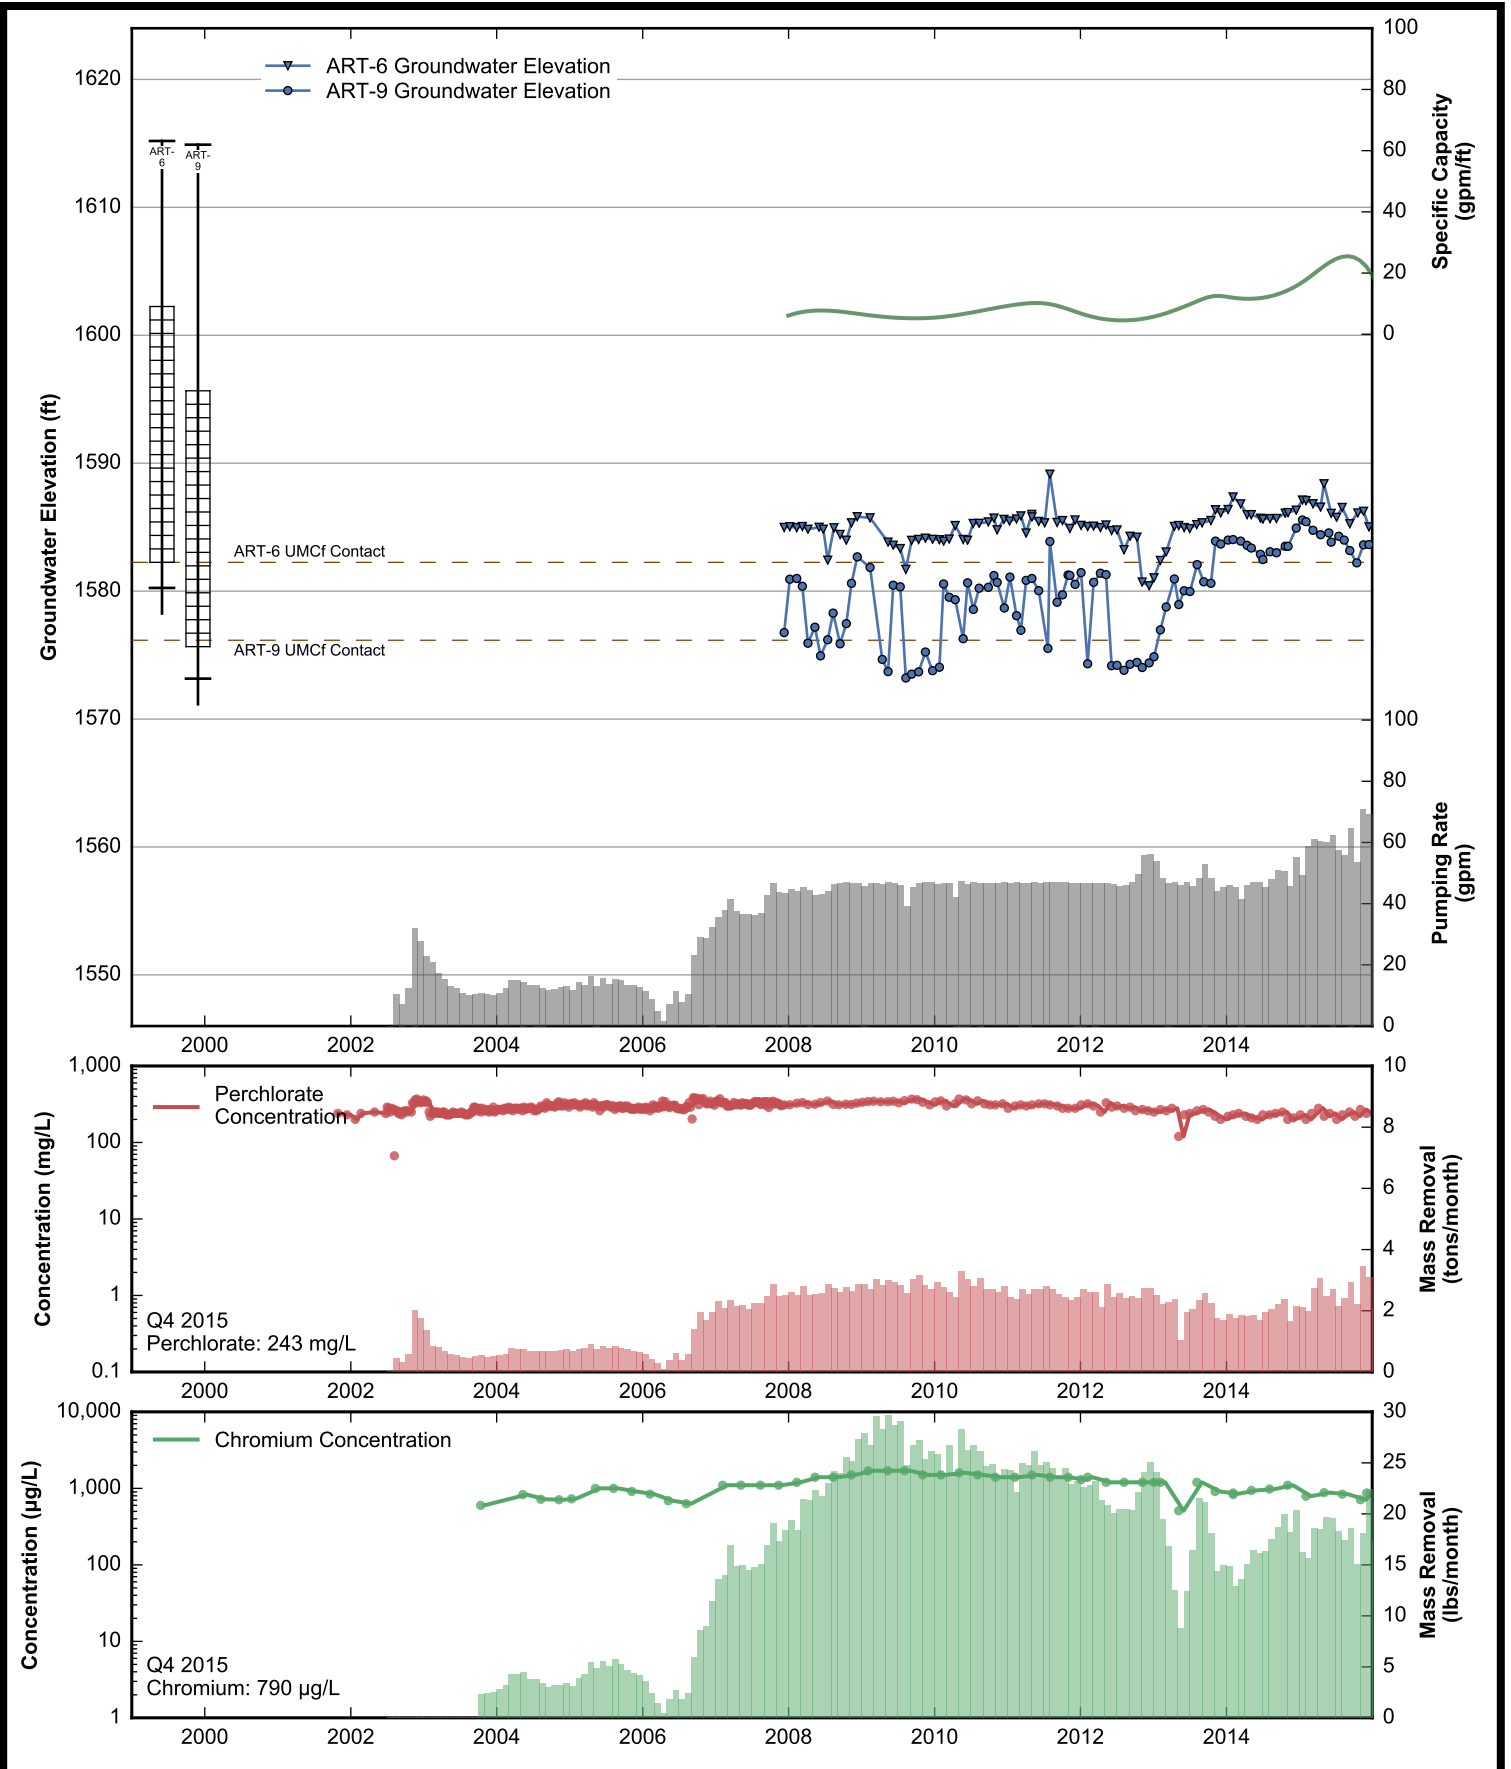 1620
1610
1600
1590
1580
1570
1560
1550
Groundwater Elevation (ft)
ART-6 Groundwater Elevation
ART-9 Groundwater Elevation
ART-
6
ART-
9
ART-6 UMCf Contact
ART-9 UMCf Contact
100
80
60
40
20
0
Specific Capacity
(gpm/ft)
100
80
60
40
20
0
Pumping Rate
(gpm)
2000 2002 2004 2006 2008 2010 2012 2014
1,000
100
10
1
0.1
Concentration (mg/L)
Perchlorate
Concentration
Q4 2015
Perchlorate: 243 mg/L
10
8
6
4
2
0
Mass Removal
(tons/month)
2000 2002 2004 2006 2008 2010 2012 2014
10,000
1,000
100
10
1
Concentration (µg/L)
Chromium Concentration
Q4 2015
Chromium: 790 µg/L
30
25
20
15
10
5
0
Mass Removal
(lbs/month)
2000 2002 2004 2006 2008 2010 2012 2014